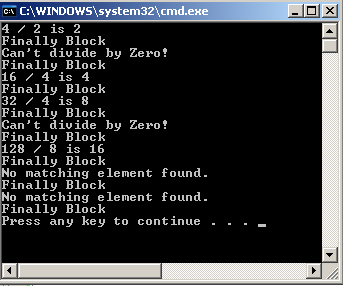 C:\WINDOWS\system32\cmd.exe
4 / 2 is 2
Finally Block
Can't divide by Zero!
Finally Block
16 / 4 is 4
Finally Block
32 / 4 is 8
Finally Block
Can't divide by Zero!
Finally Block
128 / 8 is 16
Finally Block
No matching element found.
Finally Block
No matching element found.
Finally Block
Press any key to continue . . . _